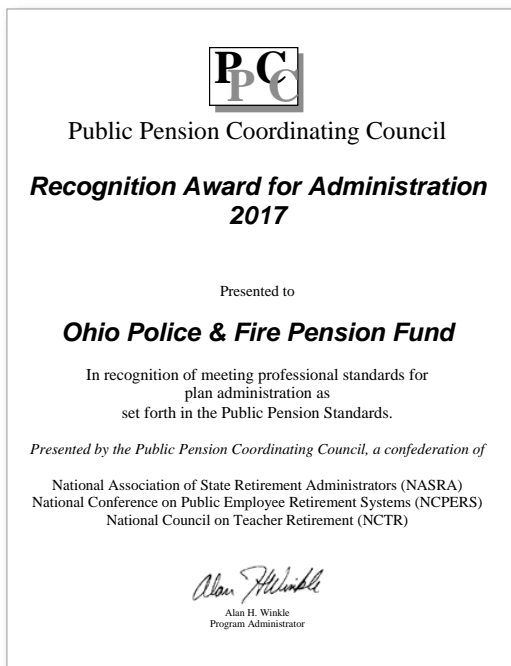 PPCC
Public Pension Coordinating Council
Recognition Award for Administration
2017
Presented to
Ohio Police & Fire Pension Fund
In recognition of meeting professional standards for
plan administration as
set forth in the Public Pension Standards.
Presented by the Public Pension Coordinating Council, a confederation of
National Association of State Retirement Administrators (NASRA)
National Conference on Public Employee Retirement Systems (NCPERS)
National Council on Teacher Retirement (NCTR)
Alan H Winkle
Alan H. Winkle
Program Administrator